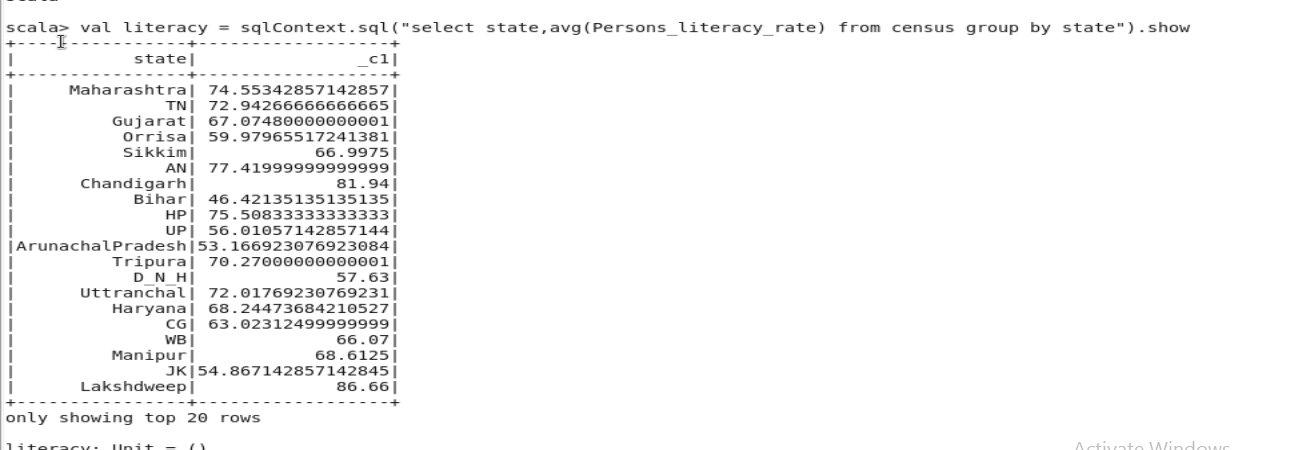 scala> val literacy = sqlContext.sql("select state,avg(Persons_literacy_rate) from census group by state").show
+----------------+------------------+
|           state|               _c1|
+----------------+------------------+
|     Maharashtra| 74.55342857142857|
|              TN| 72.94266666666665|
|         Gujarat| 67.07480000000001|
|          Orrisa| 59.97965517241381|
|          Sikkim|           66.9975|
|              AN| 77.41999999999999|
|      Chandigarh|             81.94|
|           Bihar| 46.42135135135135|
|              HP| 75.50833333333333|
|              UP| 56.01057142857144|
|ArunachalPradesh|53.166923076923084|
|         Tripura| 70.27000000000001|
|           D_N_H|             57.63|
|      Uttranchal| 72.01769230769231|
|         Haryana| 68.24473684210527|
|              CG| 63.02312499999999|
|              WB|             66.07|
|         Manipur|           68.6125|
|              JK|54.867142857142845|
|      Lakshdweep|             86.66|
+----------------+------------------+
only showing top 20 rows
literacy: Unit = ()
Activate Windows